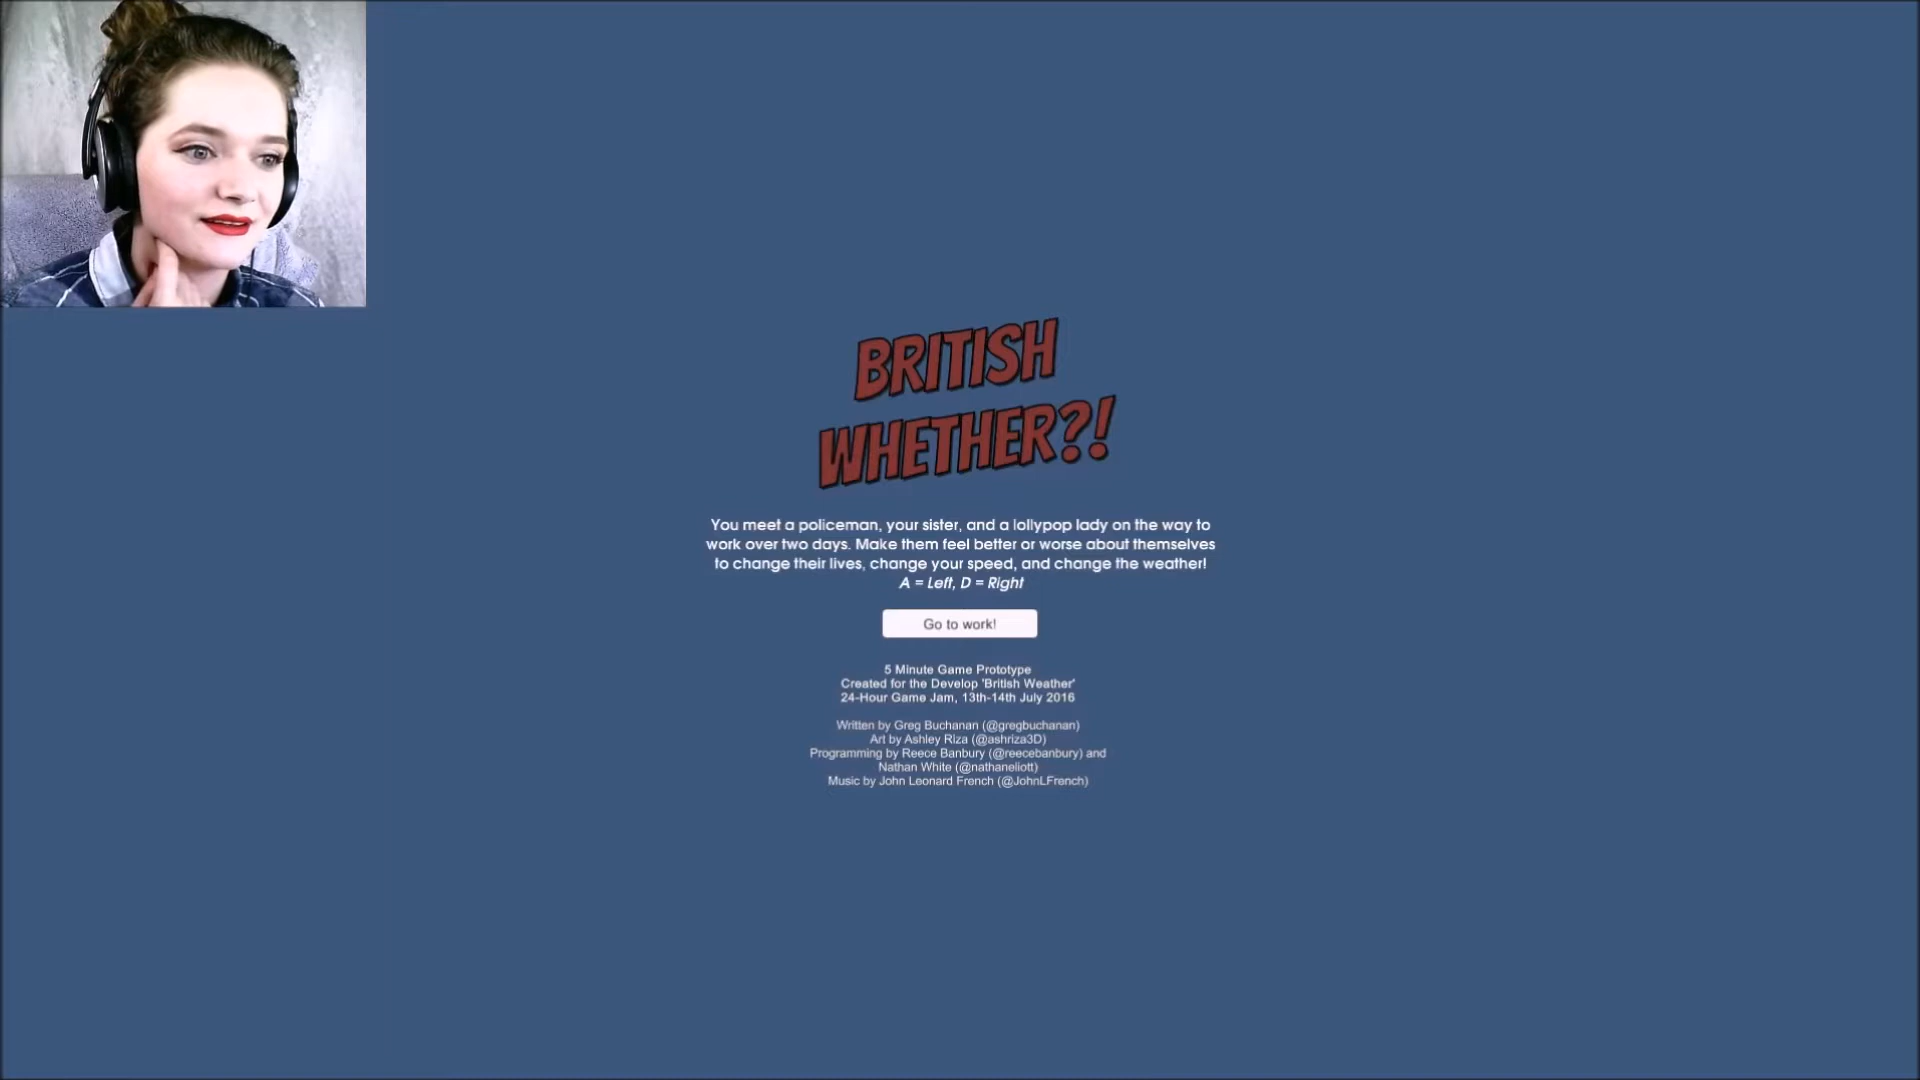 BRITISH
WHETHER?!
You meet a policeman, your sister, and a lollypop lady on the way to
work over two days. Make them feel better or worse about themselves
to change their lives, change your speed, and change the weather!
A = Left, D = Right
Go to work!
5 Minute Game Prototype
Created for the Develop 'British Weather'
24-Hour Game Jam, 13th-14th July 2016
Written by Greg Buchanan (@gregbuchanan)
Art by Ashley Riza (@ashriza3D)
Programming by Reece Banbury (@reecebanbury) and
Nathan White (@nathaneliott)
Music by John Leonard French (@JohnLFrench)